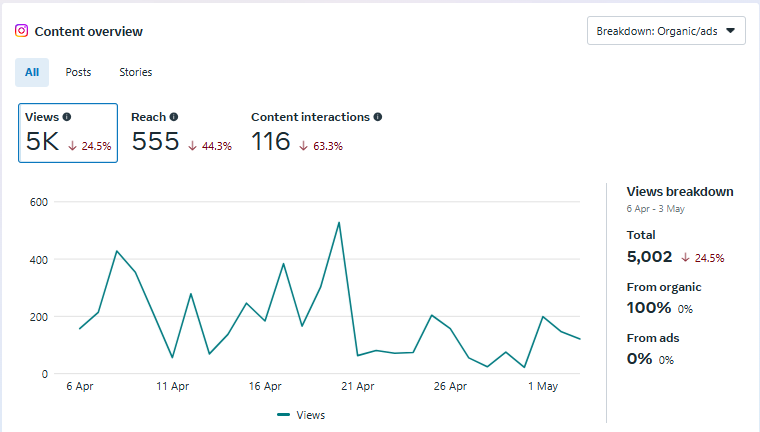 Content overview
Breakdown: Organic/ads
All Posts Stories
Views Reach Content interactions
5K ↓ 24.5% 555 ↓ 44.3% 116 ↓ 63.3%
600
400
200
0
6 Apr 11 Apr 16 Apr 21 Apr 26 Apr 1 May
Views
Views breakdown
6 Apr - 3 May
Total
5,002 ↓ 24.5%
From organic
100% 0%
From ads
0% 0%